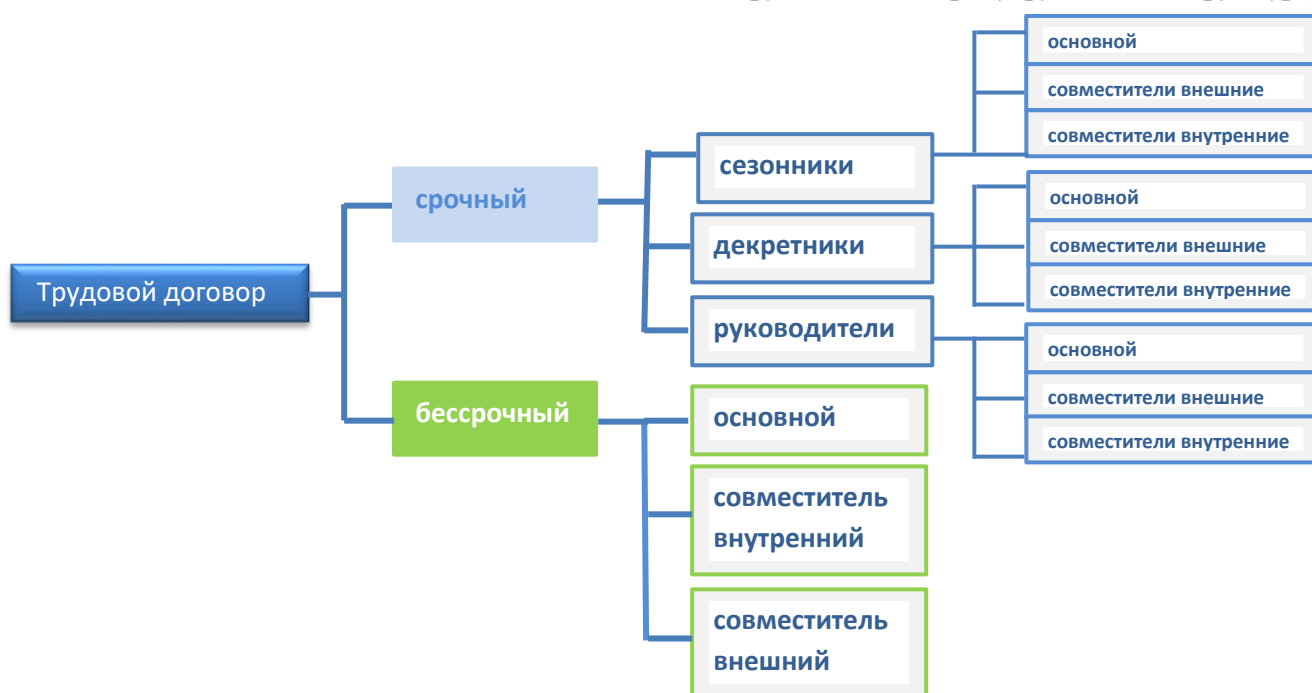 Трудовой договор
срочный
сезонники
основной
совместители внешние
совместители внутренние
декретники
основной
совместители внешние
совместители внутренние
руководители
основной
совместители внешние
совместители внутренние
бессрочный
основной
совместитель
внутренний
совместитель
внешний